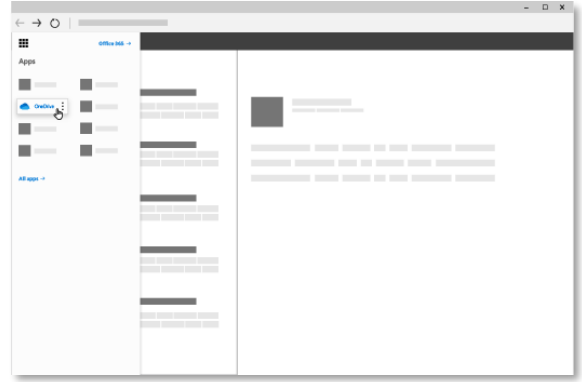 Office 365 →
Apps
OneDrive
All apps →